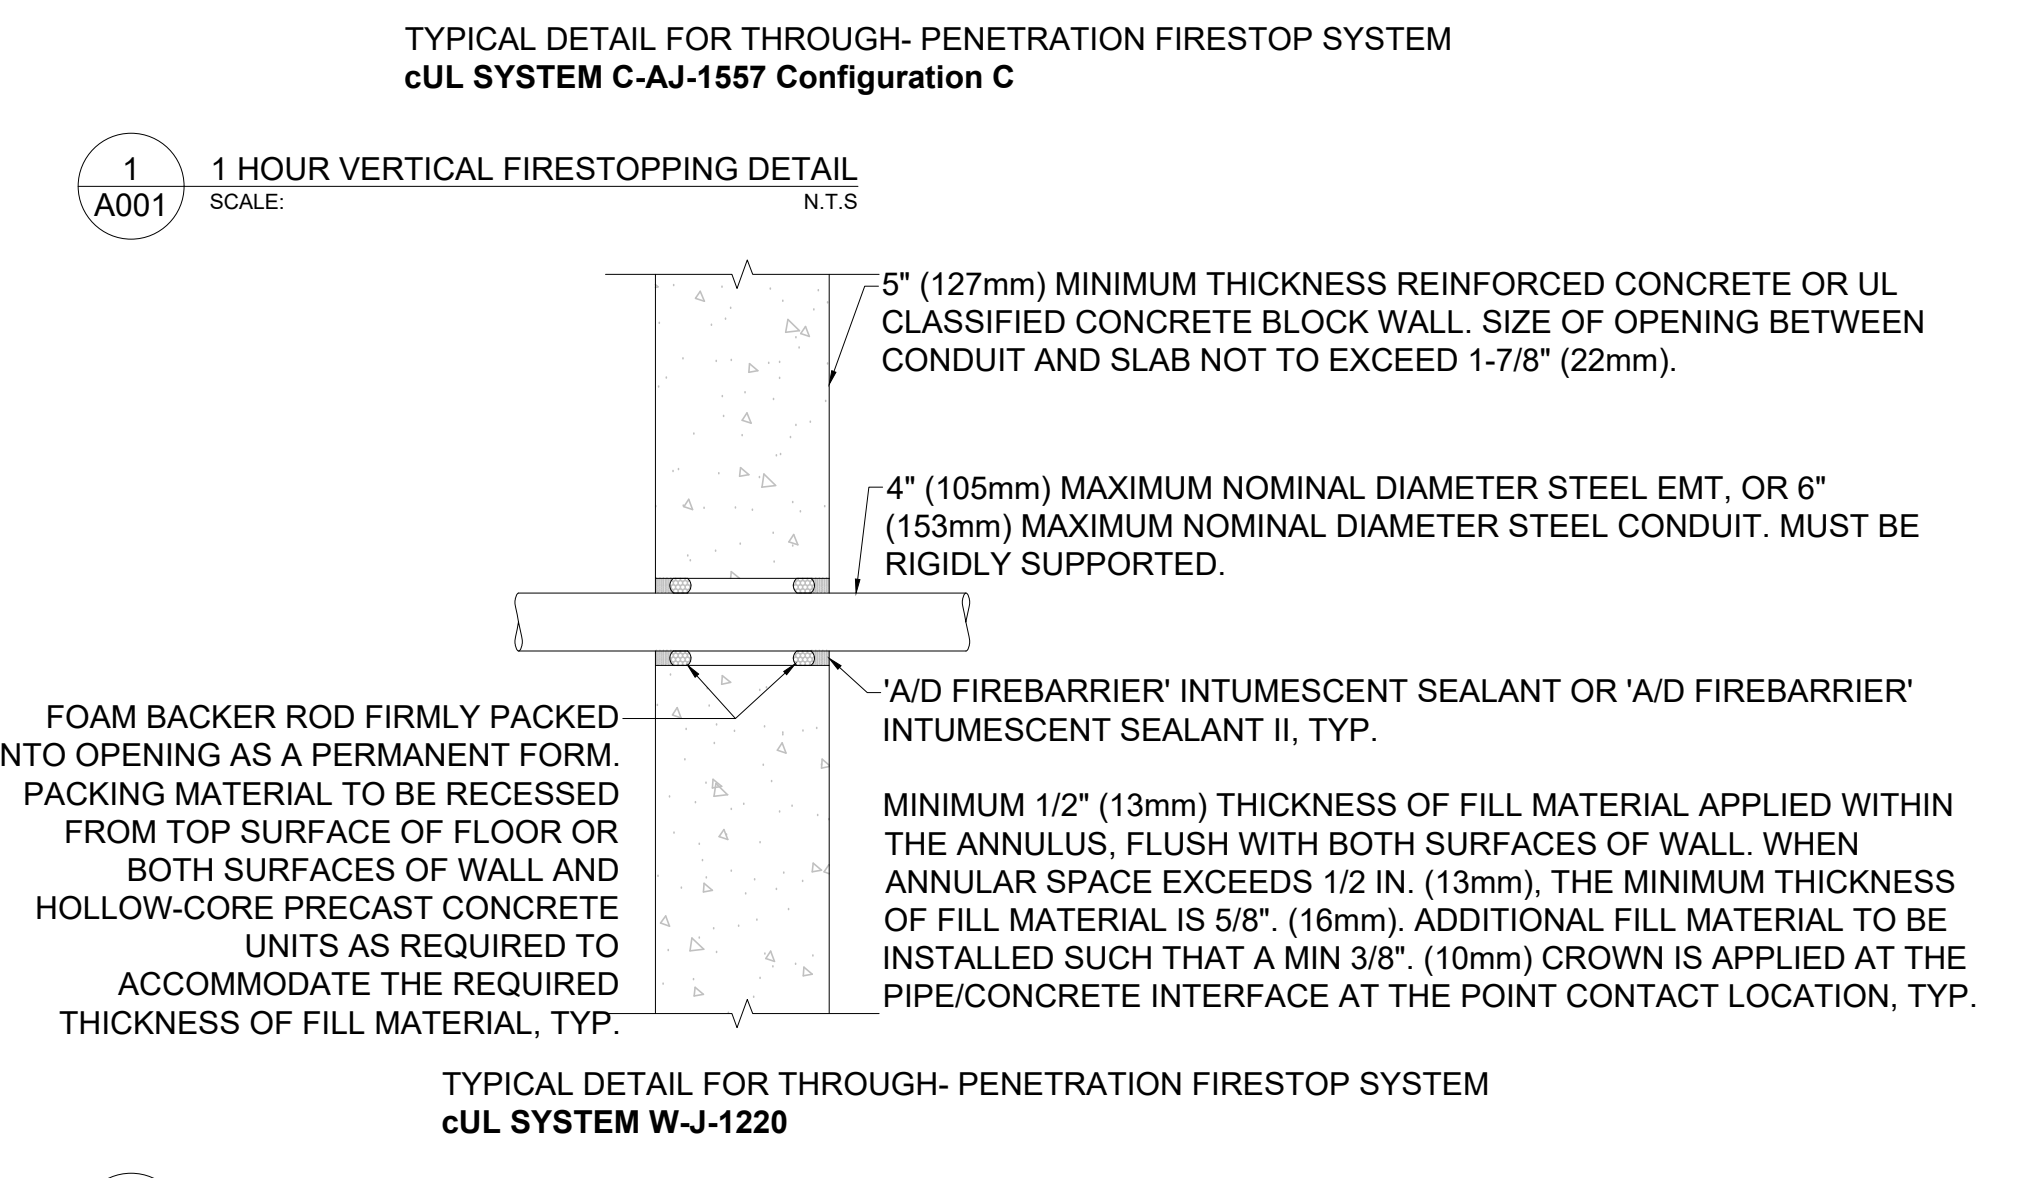 TYPICAL DETAIL FOR THROUGH- PENETRATION FIRESTOP SYSTEM
cUL SYSTEM C-AJ-1557 Configuration C
1
A001
1 HOUR VERTICAL FIRESTOPPING DETAIL
SCALE: N.T.S
5" (127mm) MINIMUM THICKNESS REINFORCED CONCRETE OR UL
CLASSIFIED CONCRETE BLOCK WALL. SIZE OF OPENING BETWEEN
CONDUIT AND SLAB NOT TO EXCEED 1-7/8" (22mm).
4" (105mm) MAXIMUM NOMINAL DIAMETER STEEL EMT, OR 6"
(153mm) MAXIMUM NOMINAL DIAMETER STEEL CONDUIT. MUST BE
RIGIDLY SUPPORTED.
'A/D FIREBARRIER' INTUMESCENT SEALANT OR 'A/D FIREBARRIER'
INTUMESCENT SEALANT II, TYP.
FOAM BACKER ROD FIRMLY PACKED
NTO OPENING AS A PERMANENT FORM.
PACKING MATERIAL TO BE RECESSED
FROM TOP SURFACE OF FLOOR OR
BOTH SURFACES OF WALL AND
HOLLOW-CORE PRECAST CONCRETE
UNITS AS REQUIRED TO
ACCOMMODATE THE REQUIRED
THICKNESS OF FILL MATERIAL, TYP.
MINIMUM 1/2" (13mm) THICKNESS OF FILL MATERIAL APPLIED WITHIN
THE ANNULUS, FLUSH WITH BOTH SURFACES OF WALL. WHEN
ANNULAR SPACE EXCEEDS 1/2 IN. (13mm), THE MINIMUM THICKNESS
OF FILL MATERIAL IS 5/8". (16mm). ADDITIONAL FILL MATERIAL TO BE
INSTALLED SUCH THAT A MIN 3/8". (10mm) CROWN IS APPLIED AT THE
PIPE/CONCRETE INTERFACE AT THE POINT CONTACT LOCATION, TYP.
TYPICAL DETAIL FOR THROUGH- PENETRATION FIRESTOP SYSTEM
cUL SYSTEM W-J-1220